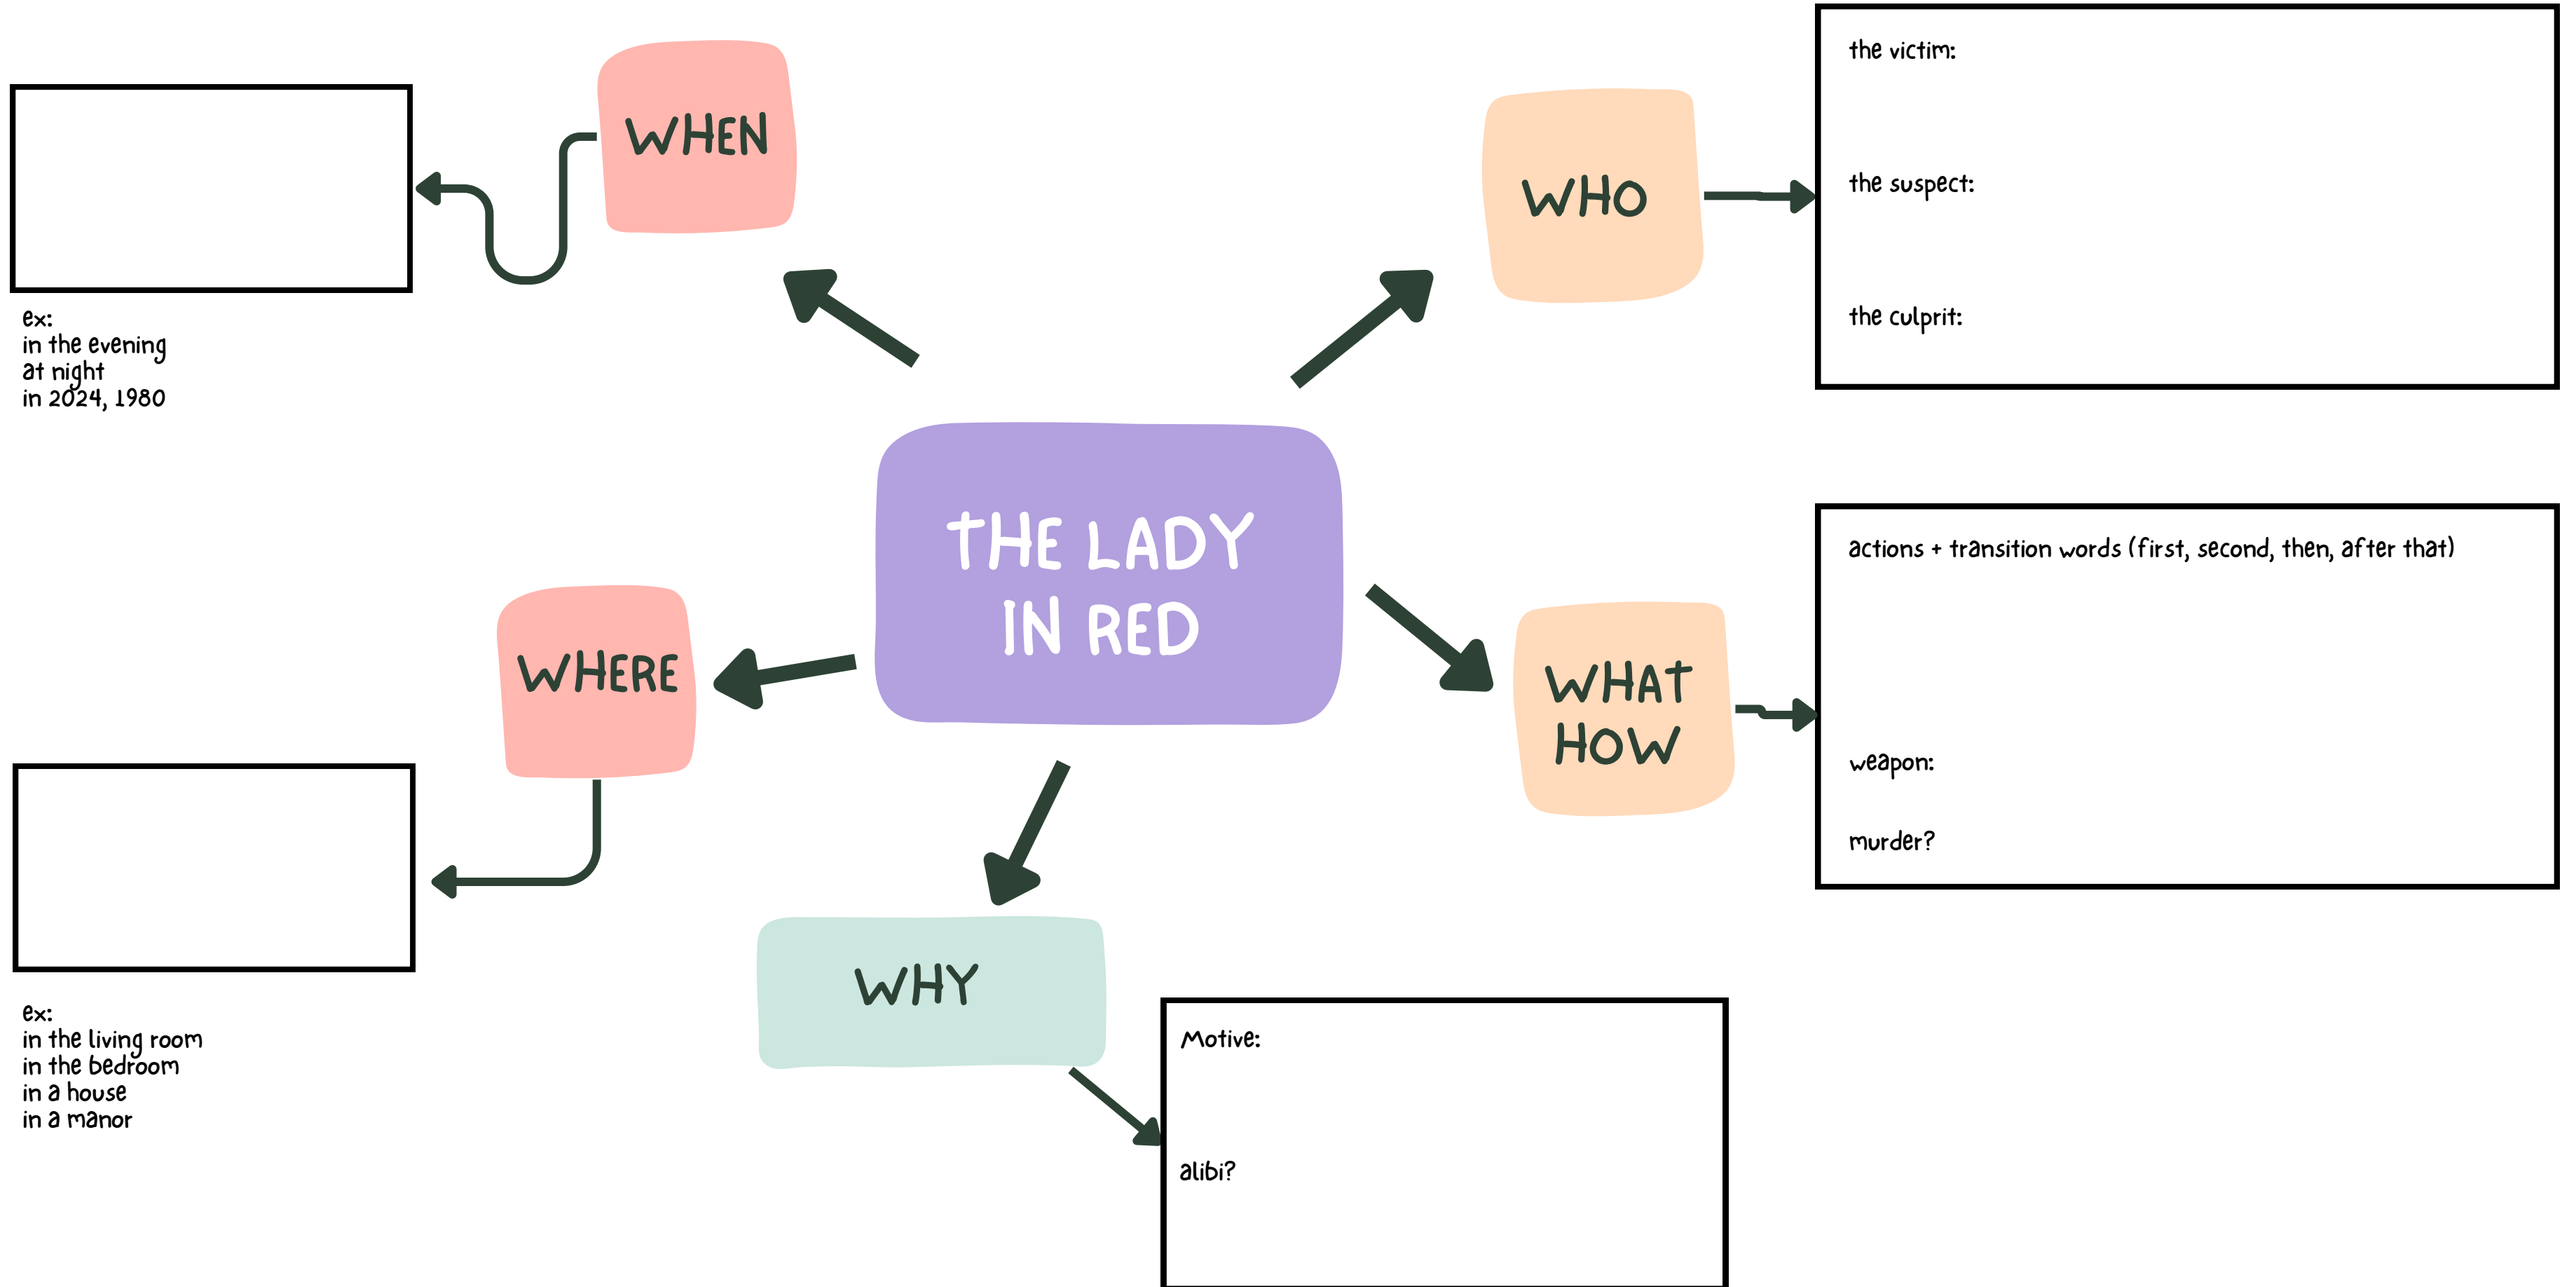 WHEN
ex:
in the evening
at night
in 2024, 1980
WHO
the victim:
the suspect:
the culprit:
THE LADY
IN RED
WHERE
ex:
in the living room
in the bedroom
in a house
in a manor
WHAT
HOW
actions + transition words (first, second, then, after that)
weapon:
murder?
WHY
Motive:
alibi?